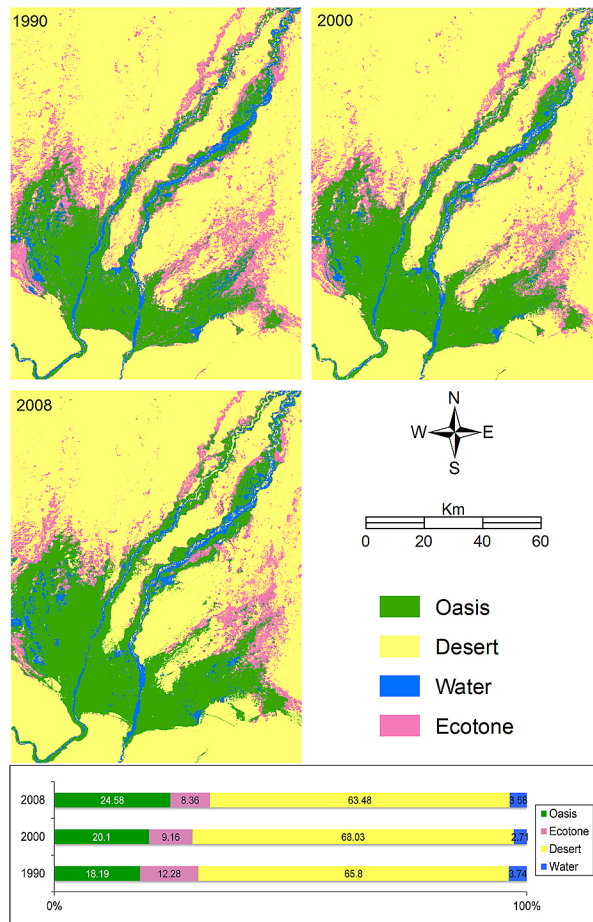 1990
2000
2008
N
W E
S
Km
0 20 40 60
Oasis
Desert
Water
Ecotone
2008 24.58 8.36 63.48 3.58
2000 20.1 9.16 68.03 2.71
1990 18.19 12.28 65.8 3.74
0% 100%
Oasis
Ecotone
Desert
Water